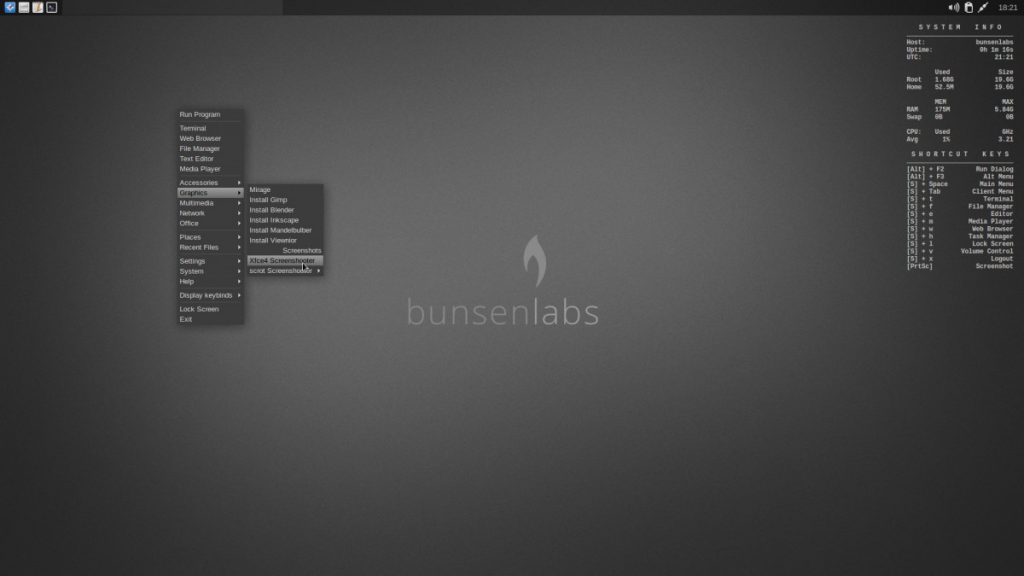 18:21
SYSTEM INFO
Host: bunsenlabs
Uptime: 0h 1m 16s
UTC: 21:21
Used Size
Root 1.68G 19.6G
Home 52.5M 19.6G
MEM MAX
RAM 175M 5.84G
Swap 0B 0B
CPU: Used GHz
Avg 1% 3.21
SHORTCUT KEYS
[Alt] + F2 Run Dialog
[Alt] + F3 Alt Menu
[S] + Space Main Menu
[S] + Tab Client Menu
[S] + t Terminal
[S] + f File Manager
[S] + e Editor
[S] + m Media Player
[S] + w Web Browser
[S] + h Task Manager
[S] + l Lock Screen
[S] + v Volume Control
[S] + x Logout
[PrtSc] Screenshot
Run Program
Terminal
Web Browser
File Manager
Text Editor
Media Player
Accessories
Graphics
Multimedia
Network
Office
Places
Recent Files
Settings
System
Help
Display keybinds
Lock Screen
Exit
Mirage
Install Gimp
Install Blender
Install Inkscape
Install Mandelbulber
Install Viewnior
Screenshots
Xfce4 Screenshooter
scrot Screenshooter
bunsenlabs